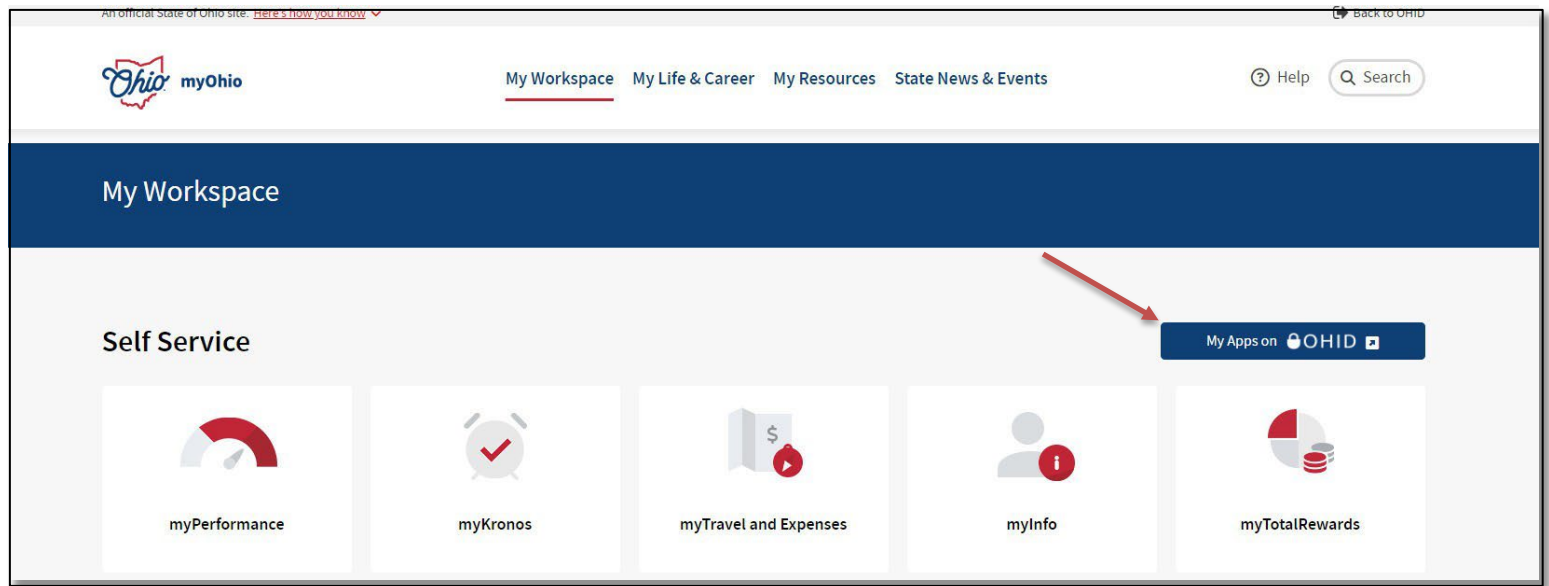 An official State of Ohio site. Here's how you know
Back to OHID
Ohio myOhio
My Workspace My Life & Career My Resources State News & Events
? Help Search
My Workspace
Self Service
My Apps on OHID
$
i
myPerformance
myKronos
myTravel and Expenses
myInfo
myTotalRewards